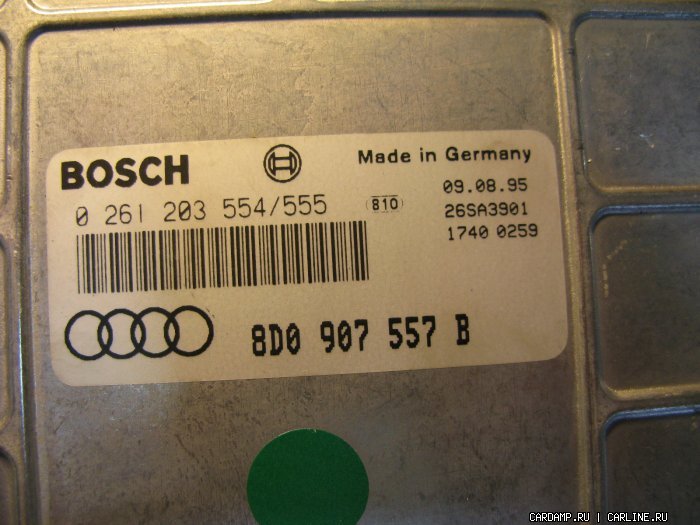 BOSCH
Made in Germany
0 261 203 554/555
810
09.08.95
26SA3901
1740 0259
8D0 907 557 B
CARDAMP.RU | CARLINE.RU